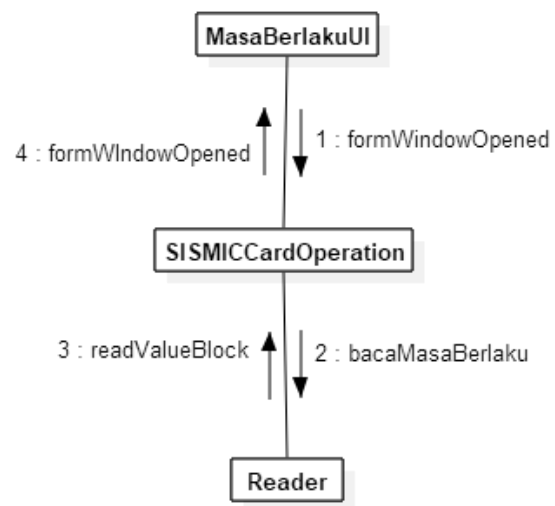 MasaBerlakuUI
1 : formWindowOpened
4 : formWIndowOpened
SISMICCardOperation
3 : readValueBlock
2 : bacaMasaBerlaku
Reader